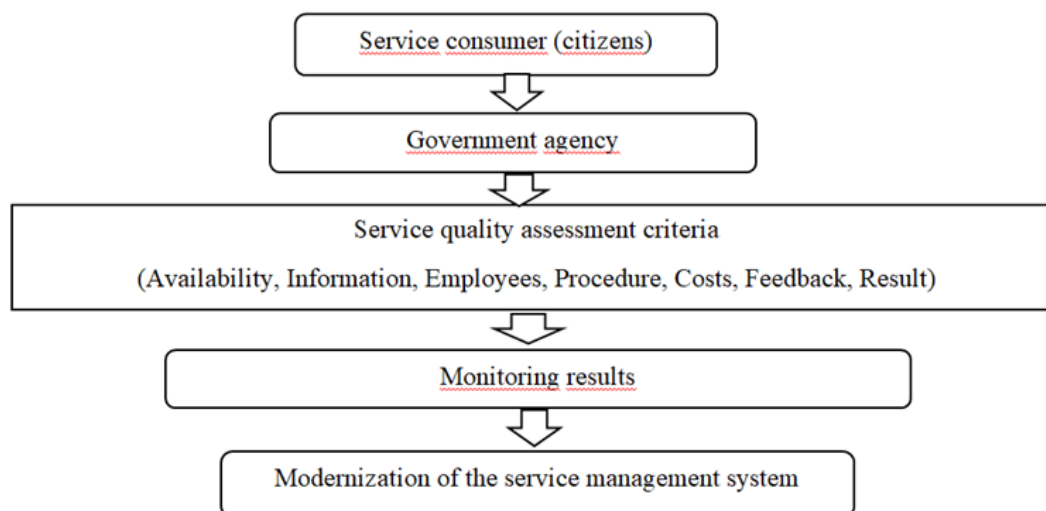 Service consumer (citizens)
Government agency
Service quality assessment criteria
(Availability, Information, Employees, Procedure, Costs, Feedback, Result)
Monitoring results
Modernization of the service management system